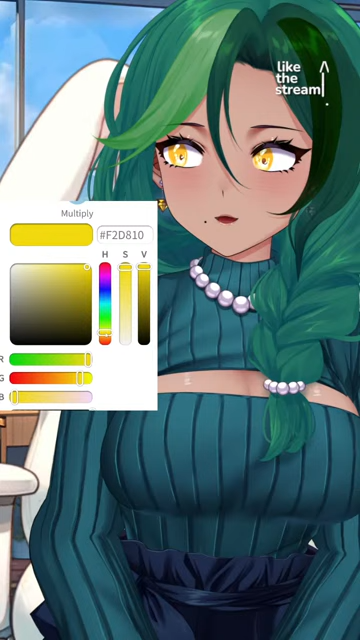 like
the
stream
Multiply
#F2D810
H S V
R
G
B